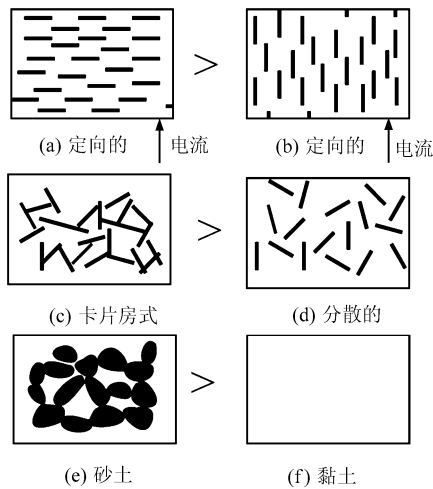 >
(a) 定向的
电流
(b) 定向的
电流
>
(c) 卡片房式
(d) 分散的
>
(e) 砂土
(f) 黏土